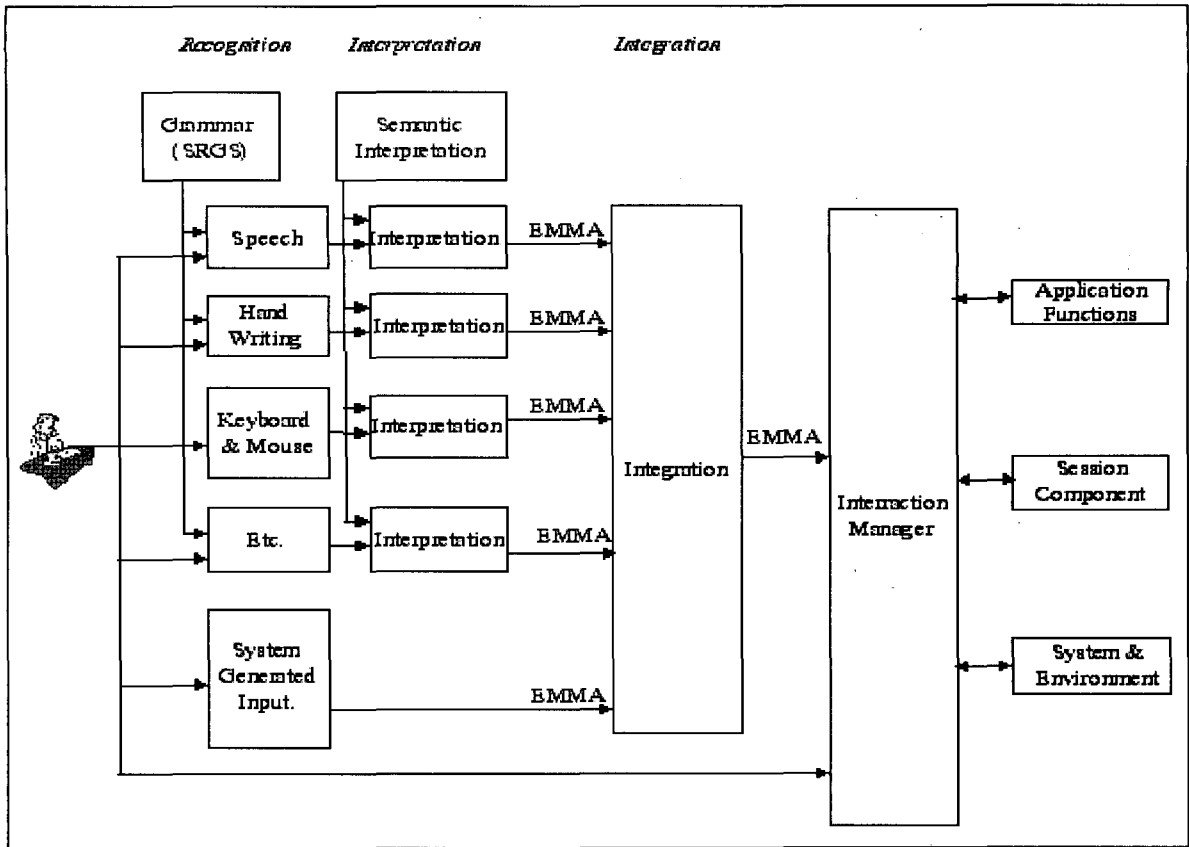 Recognition Interpretation Integration
Grammar
(SRGS)
Semantic
Interpretation
Speech
Interpretation
EMMA
Hand
Writing
Interpretation
EMMA
Keyboard
& Mouse
Interpretation
EMMA
Etc.
Interpretation
EMMA
System
Generated
Input.
EMMA
Integration
EMMA
Interaction
Manager
Application
Functions
Session
Component
System &
Environment